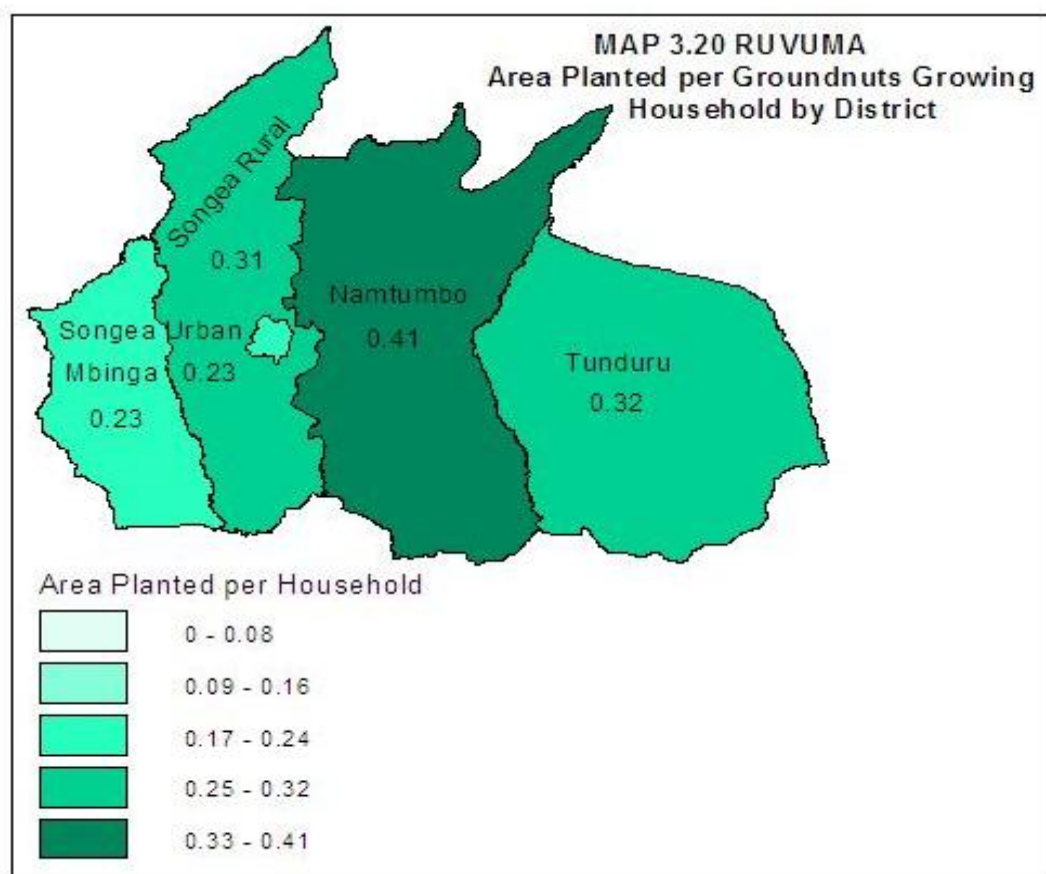 MAP 3.20 RUVUMA
Area Planted per Groundnuts Growing
Household by District
Songea Rural
0.31
Namtumbo
0.41
Songea Urban
0.23
Mbinga
0.23
Tunduru
0.32
Area Planted per Household
0 - 0.08
0.09 - 0.16
0.17 - 0.24
0.25 - 0.32
0.33 - 0.41